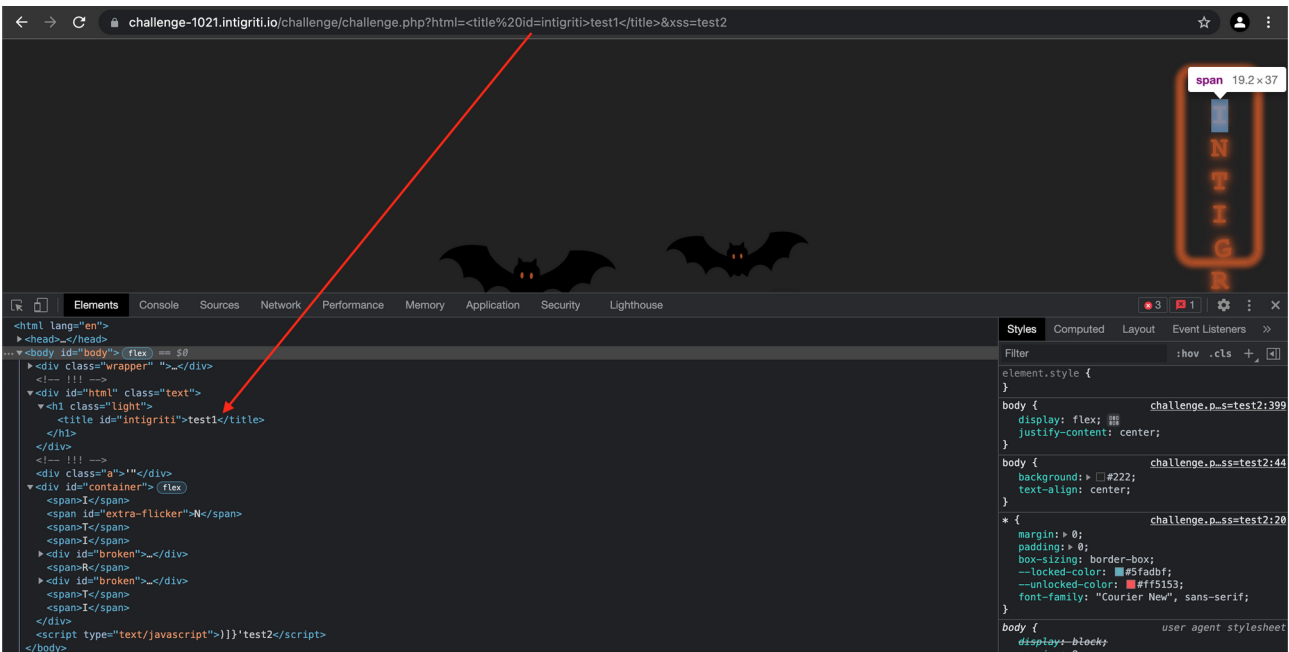 challenge-1021.intigriti.io/challenge/challenge.php?html=<title%20id=intigriti>test1</title>&xss=test2
span 19.2×37
I
N
T
I
G
R
Elements Console Sources Network Performance Memory Application Security Lighthouse 3 1
<html lang="en">
<head>…</head>
<body id="body"> flex == $0
<div class="wrapper" ">…</div>
<!-- !!! -->
<div id="html" class="text">
<h1 class="light">
<title id="intigriti">test1</title>
</h1>
</div>
<!-- !!! -->
<div class="a">'"</div>
<div id="container"> flex
<span>I</span>
<span id="extra-flicker">N</span>
<span>T</span>
<span>I</span>
<div id="broken">…</div>
<span>R</span>
<div id="broken">…</div>
<span>T</span>
<span>I</span>
</div>
<script type="text/javascript">)]}'test2</script>
</body>
Styles Computed Layout Event Listeners »
Filter :hov .cls +
element.style {
}
body { challenge.p…s=test2:399
display: flex;
justify-content: center;
}
body { challenge.p…ss=test2:44
background: #222;
text-align: center;
}
* { challenge.p…ss=test2:20
margin: 0;
padding: 0;
box-sizing: border-box;
--locked-color: #5fadbf;
--unlocked-color: #ff5153;
font-family: "Courier New", sans-serif;
}
body { user agent stylesheet
display: block;